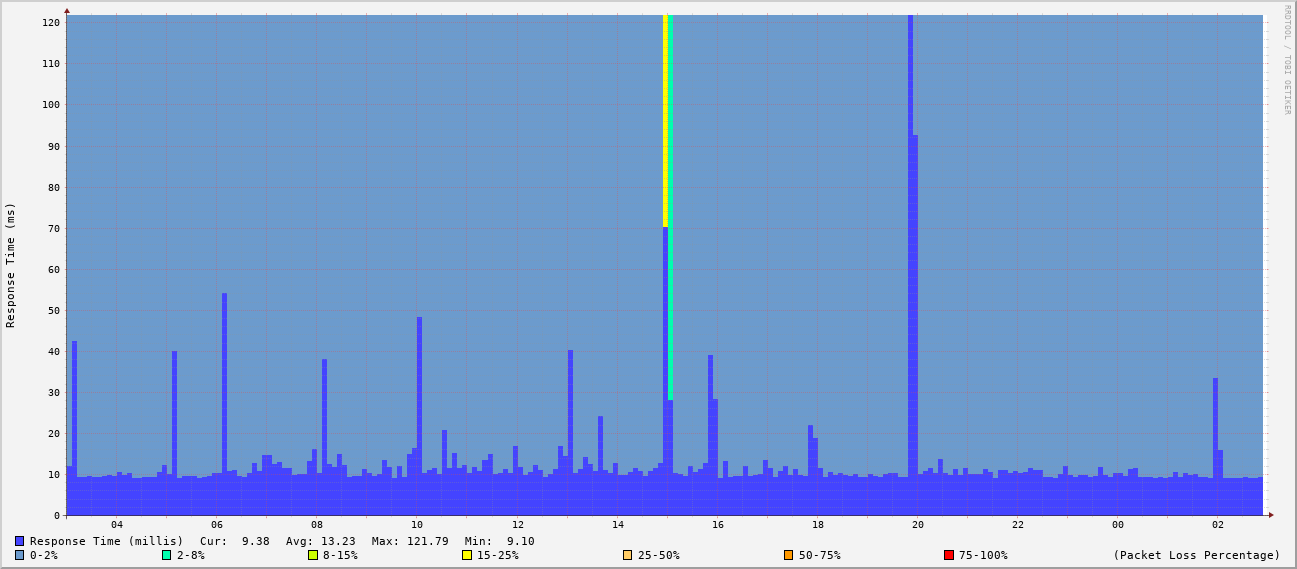 RRDTOOL / TOBI OETIKER
Response Time (ms)
120
110
100
90
80
70
60
50
40
30
20
10
0
04 06 08 10 12 14 16 18 20 22 00 02
Response Time (millis) Cur: 9.38 Avg: 13.23 Max: 121.79 Min: 9.10
0-2% 2-8% 8-15% 15-25% 25-50% 50-75% 75-100% (Packet Loss Percentage)